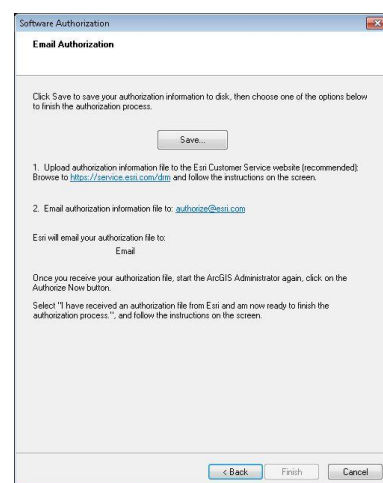 Software Authorization
Email Authorization
Click Save to save your authorization information to disk, then choose one of the options below
to finish the authorization process.
Save...
1. Upload authorization information file to the Esri Customer Service website (recommended):
Browse to https://service.esri.com/drm and follow the instructions on the screen.
2. Email authorization information file to: authorize@esri.com
Esri will email your authorization file to:
Email
Once you receive your authorization file, start the ArcGIS Administrator again, click on the
Authorize Now button.
Select "I have received an authorization file from Esri and am now ready to finish the
authorization process.", and follow the instructions on the screen.
< Back Finish Cancel